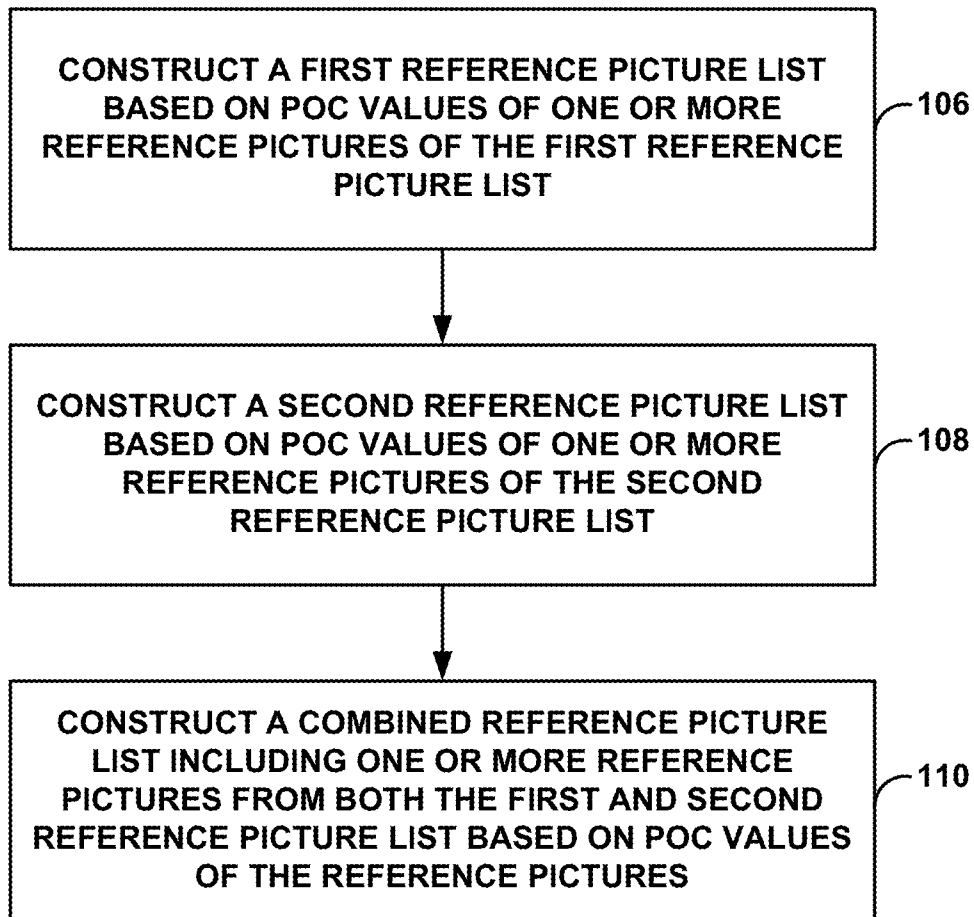 CONSTRUCT A FIRST REFERENCE PICTURE LIST
BASED ON POC VALUES OF ONE OR MORE
REFERENCE PICTURES OF THE FIRST REFERENCE
PICTURE LIST
106
CONSTRUCT A SECOND REFERENCE PICTURE LIST
BASED ON POC VALUES OF ONE OR MORE
REFERENCE PICTURES OF THE SECOND
REFERENCE PICTURE LIST
108
CONSTRUCT A COMBINED REFERENCE PICTURE
LIST INCLUDING ONE OR MORE REFERENCE
PICTURES FROM BOTH THE FIRST AND SECOND
REFERENCE PICTURE LIST BASED ON POC VALUES
OF THE REFERENCE PICTURES
110